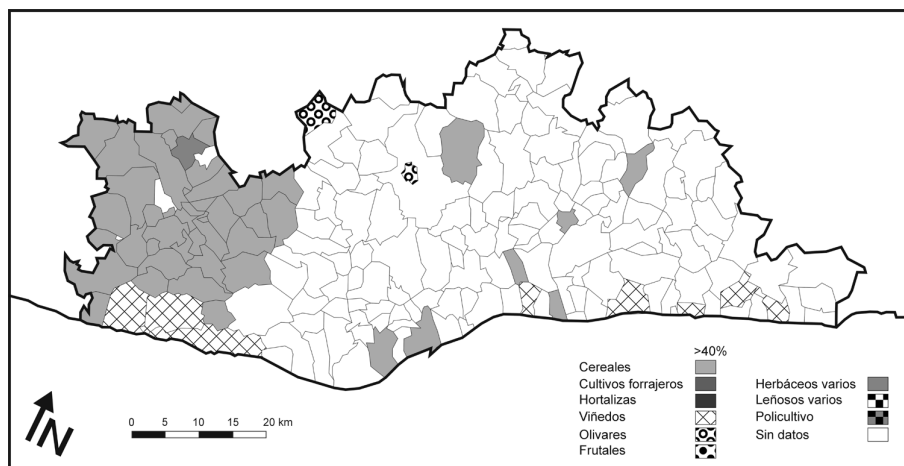 >40%
Cereales
Cultivos forrajeros
Hortalizas
Viñedos
Olivares
Frutales
Herbáceos varios
Leñosos varios
Policultivo
Sin datos
N
0 5 10 15 20 km